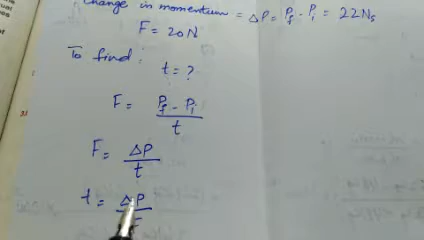 Change in momentum = ΔP = Pf - Pi = 22Ns
F = 20N
To find:
t = ?
F = Pf - Pi / t
F = ΔP / t
t = ΔP / F